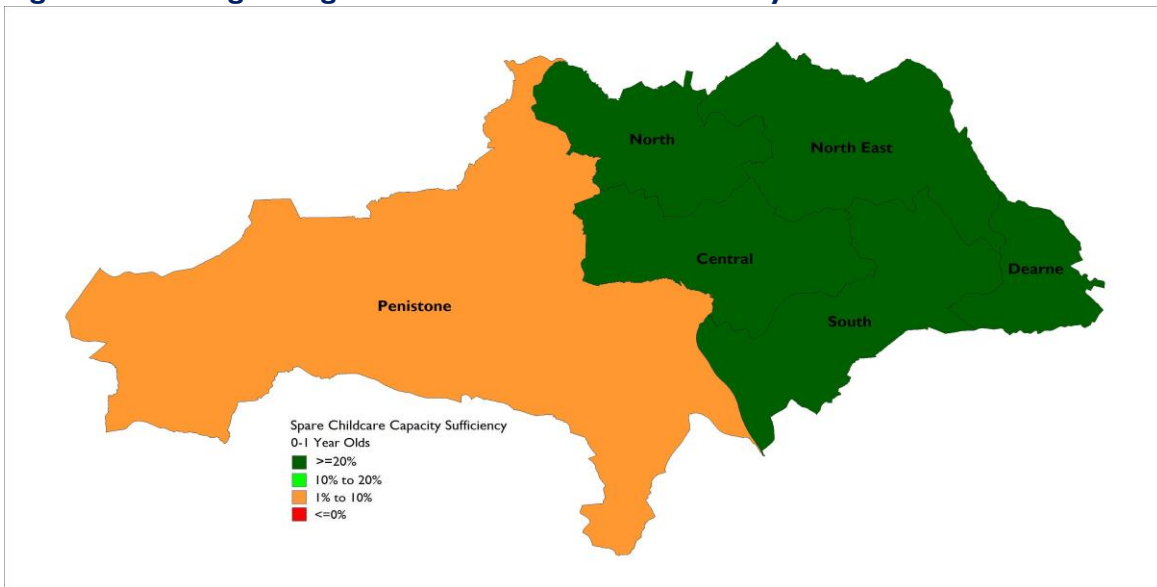 North
North East
Central
Dearne
Penistone
South
Spare Childcare Capacity Sufficiency
0-1 Year Olds
>=20%
10% to 20%
1% to 10%
<=0%